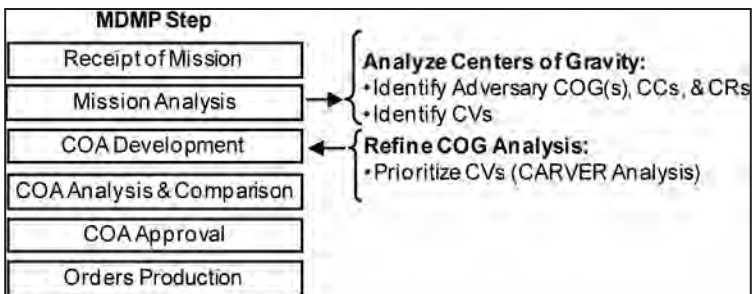 MDMP Step
Receipt of Mission
Mission Analysis
COA Development
COA Analysis & Comparison
COA Approval
Orders Production
Analyze Centers of Gravity:
•Identify Adversary COG(s), CCs, & CRs
•Identify CVs
Refine COG Analysis:
•Prioritize CVs (CARVER Analysis)